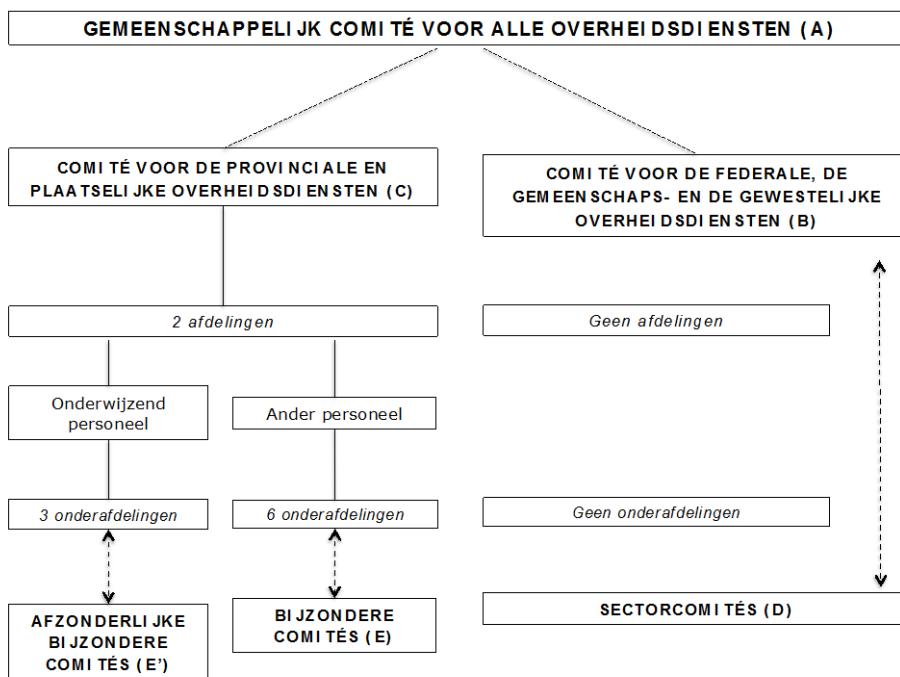 GEMEENSCHAPPELIJK COMITÉ VOOR ALLE OVERHEIDSDIENSTEN (A)
COMITÉ VOOR DE PROVINCIALE EN
PLAATSELIJKE OVERHEIDSDIENSTEN (C)
COMITÉ VOOR DE FEDERALE, DE
GEMEENSCHAPS- EN DE GEWESTELIJKE
OVERHEIDSDIENSTEN (B)
2 afdelingen
Geen afdelingen
Onderwijzend
personeel
Ander personeel
3 onderafdelingen
6 onderafdelingen
Geen onderafdelingen
AFZONDERLIJKE
BIJZONDERE
COMITÉS (E’)
BIJZONDERE
COMITÉS (E)
SECTORCOMITÉS (D)